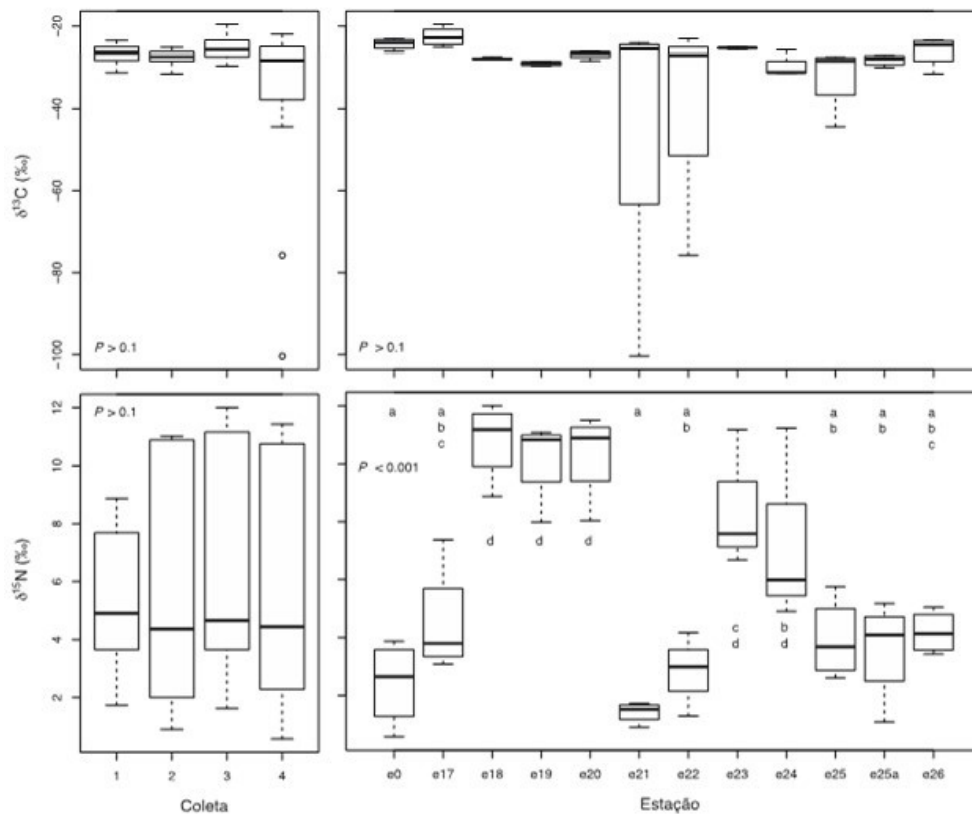 δ¹³C (‰)
-20
-40
-60
-80
-100
P > 0.1
P > 0.1
δ¹⁵N (‰)
12
10
8
6
4
2
P > 0.1
P < 0.001
a a a a a a a
b b b b b
c c
d d d
c b
d d
1 2 3 4
e0 e17 e18 e19 e20 e21 e22 e23 e24 e25 e25a e26
Coleta Estação